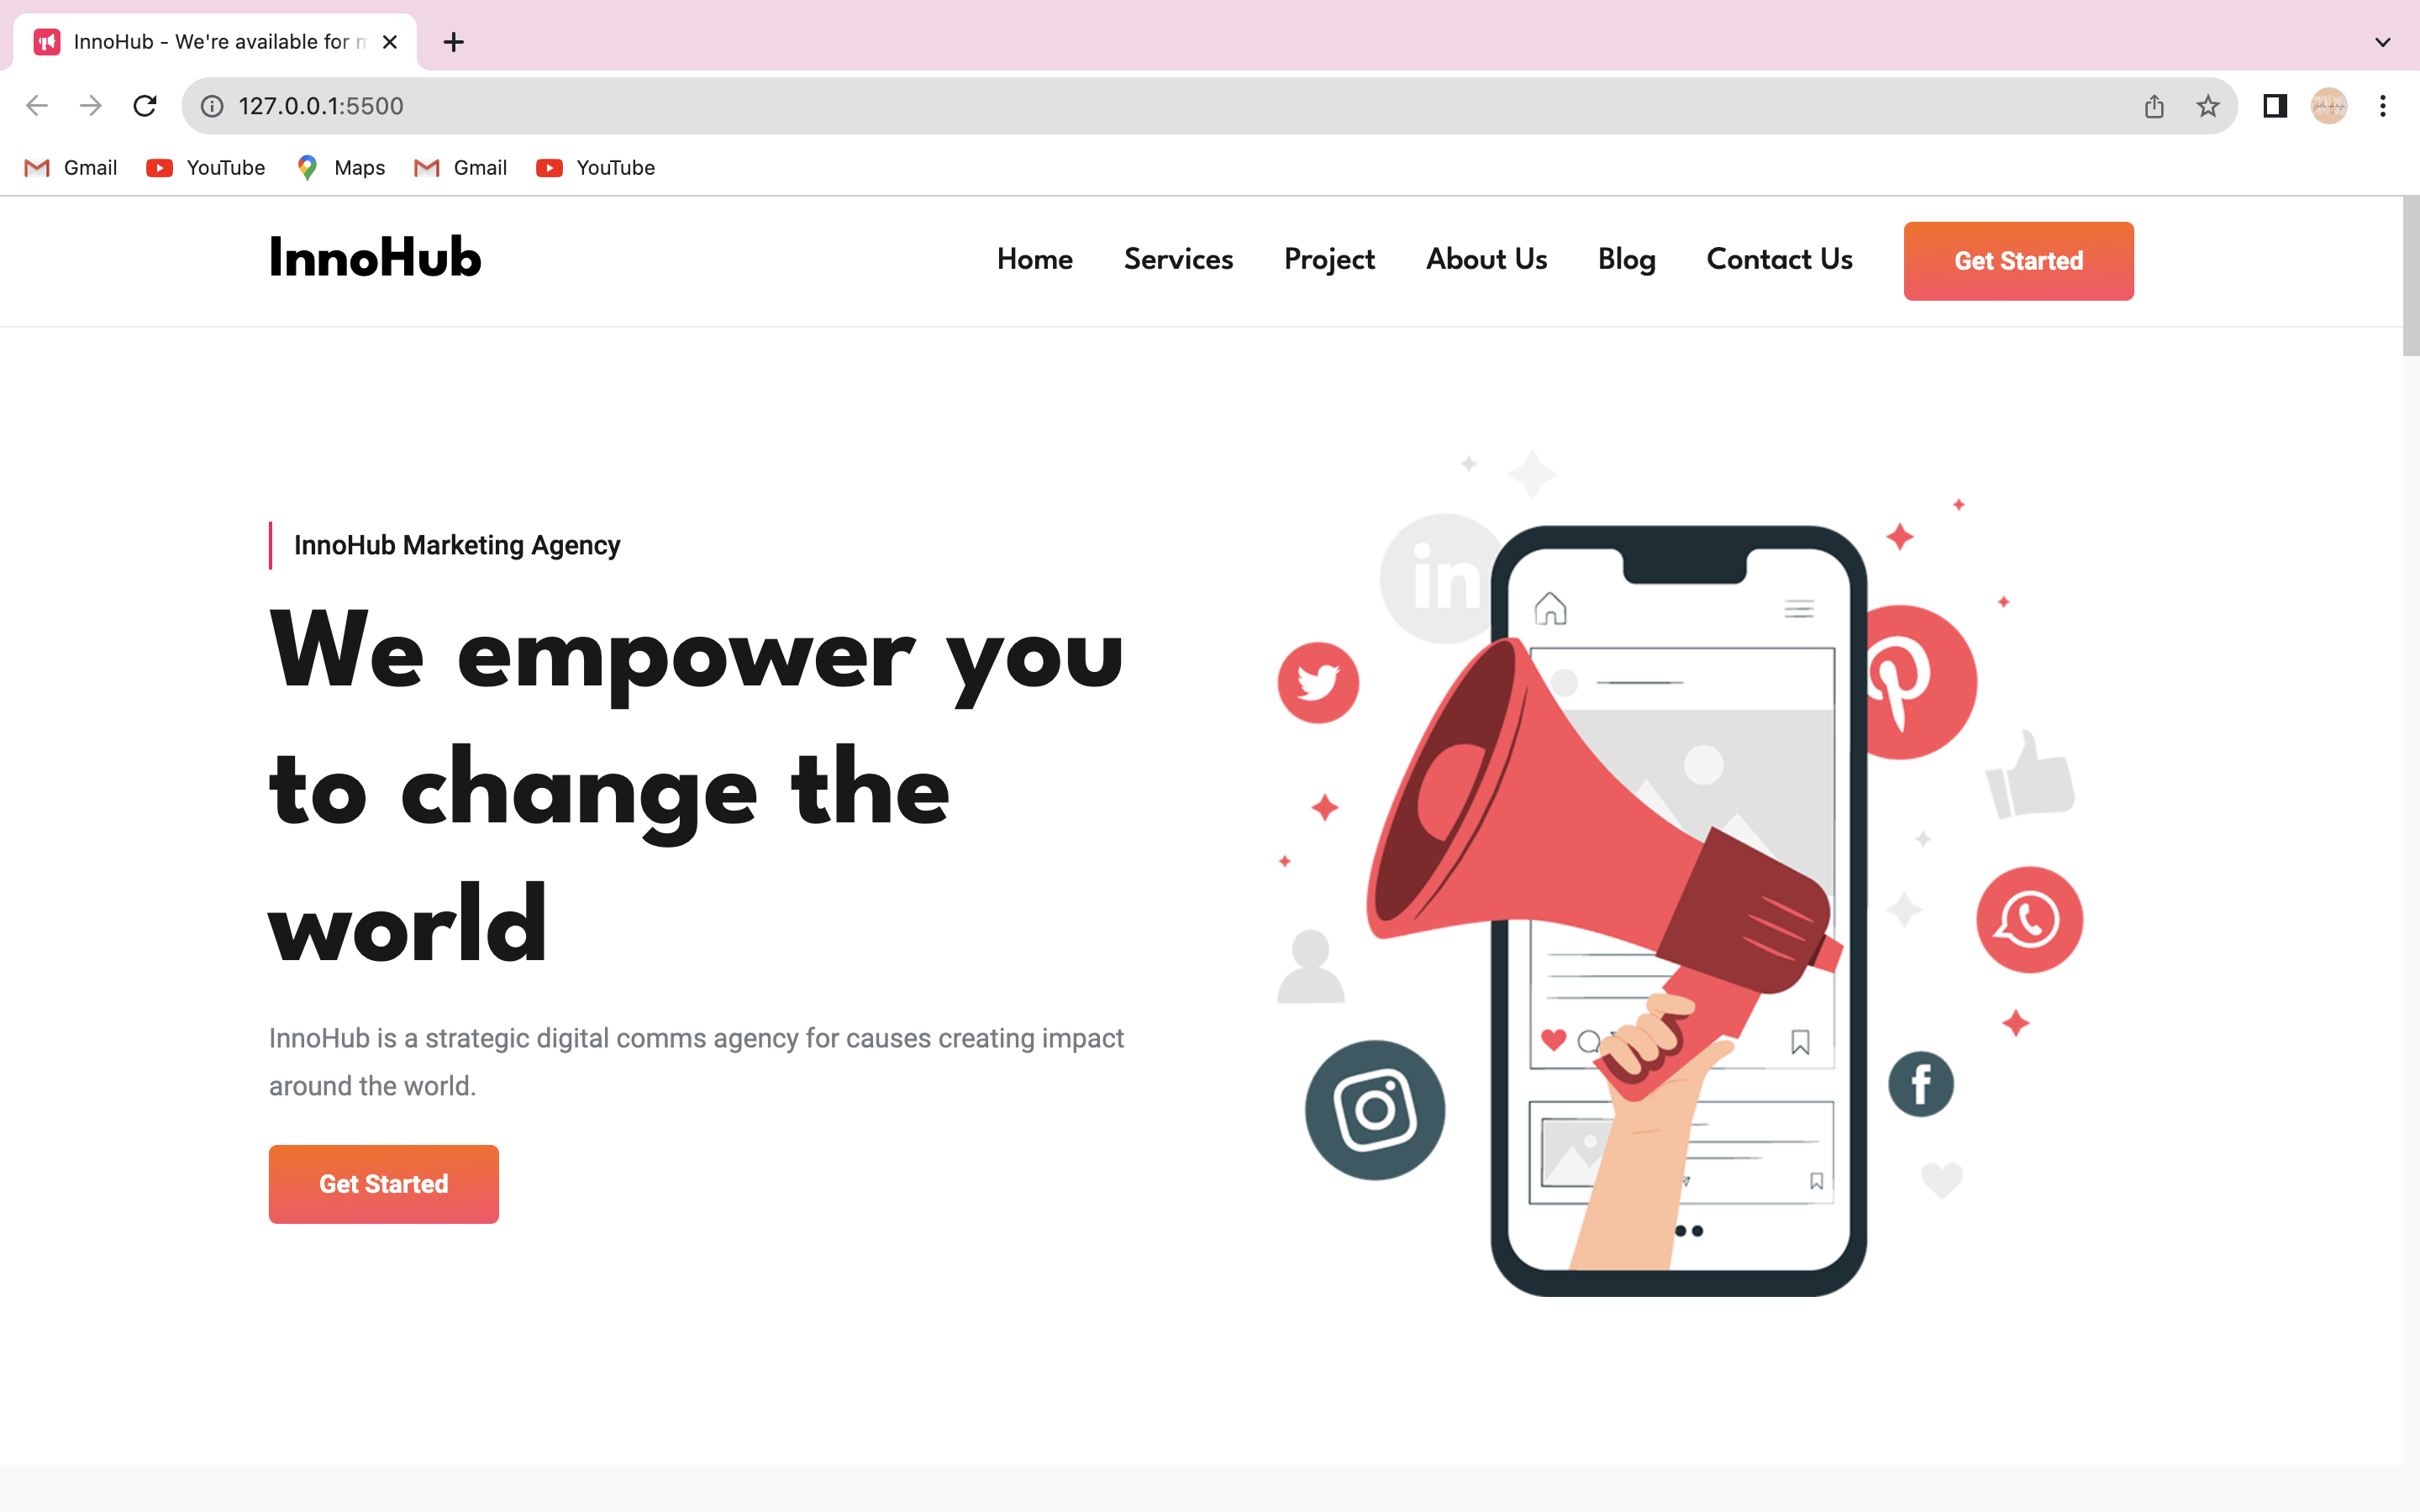 InnoHub - We're available for
127.0.0.1:5500
Gmail YouTube Maps Gmail YouTube
InnoHub Home Services Project About Us Blog Contact Us Get Started
InnoHub Marketing Agency
We empower you
to change the
world
InnoHub is a strategic digital comms agency for causes creating impact
around the world.
Get Started
in